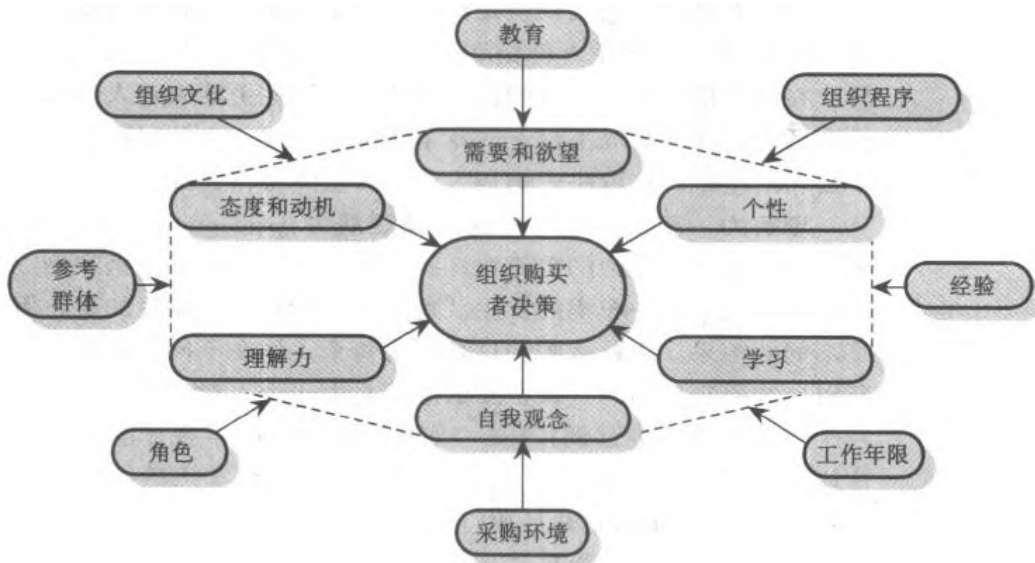 教育
组织文化
组织程序
需要和欲望
态度和动机
个性
组织购买
者决策
参考
群体
经验
理解力
学习
自我观念
角色
工作年限
采购环境